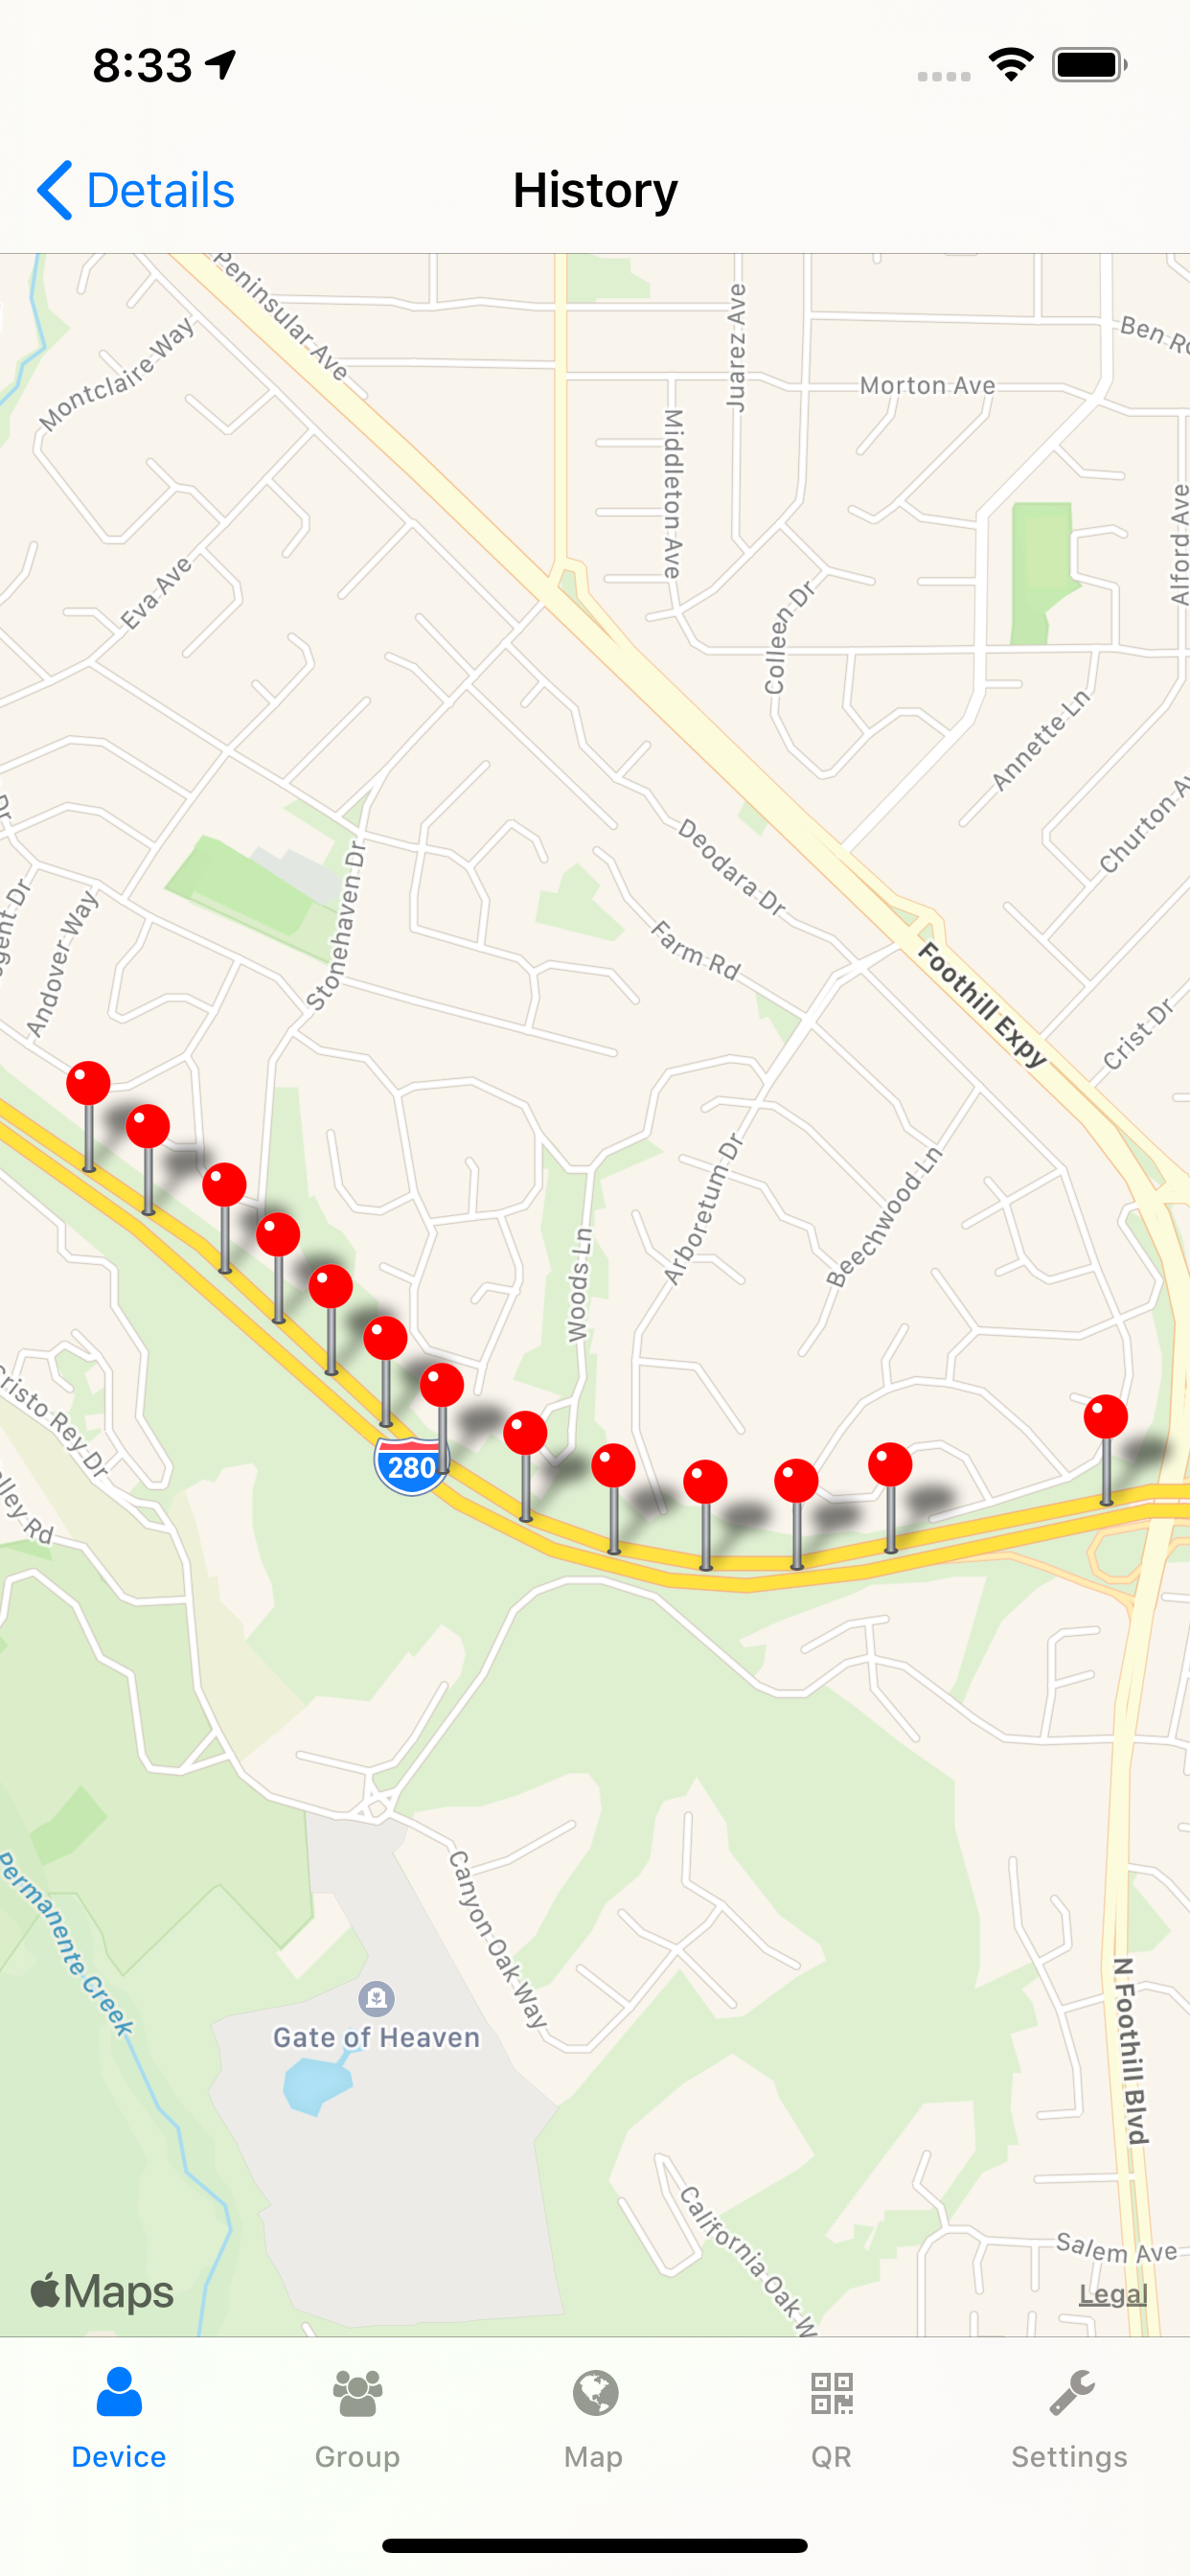 8:33
Details
History
Peninsular Ave
Montclaire Way
Juarez Ave
Morton Ave
Middleton Ave
Alford Ave
Eva Ave
Colleen Dr
Annette Ln
Churton
Deodara Dr
Stonehaven Dr
Andover Way
Farm Rd
Foothill Expy
Crist Dr
Arboretum Dr
Beechwood Ln
Woods Ln
Cristo Rey Dr
280
Permanente Creek
Canyon Oak Way
Gate of Heaven
N Foothill Blvd
California Oak W
Salem Ave
Maps
Legal
Device
Group
Map
QR
Settings